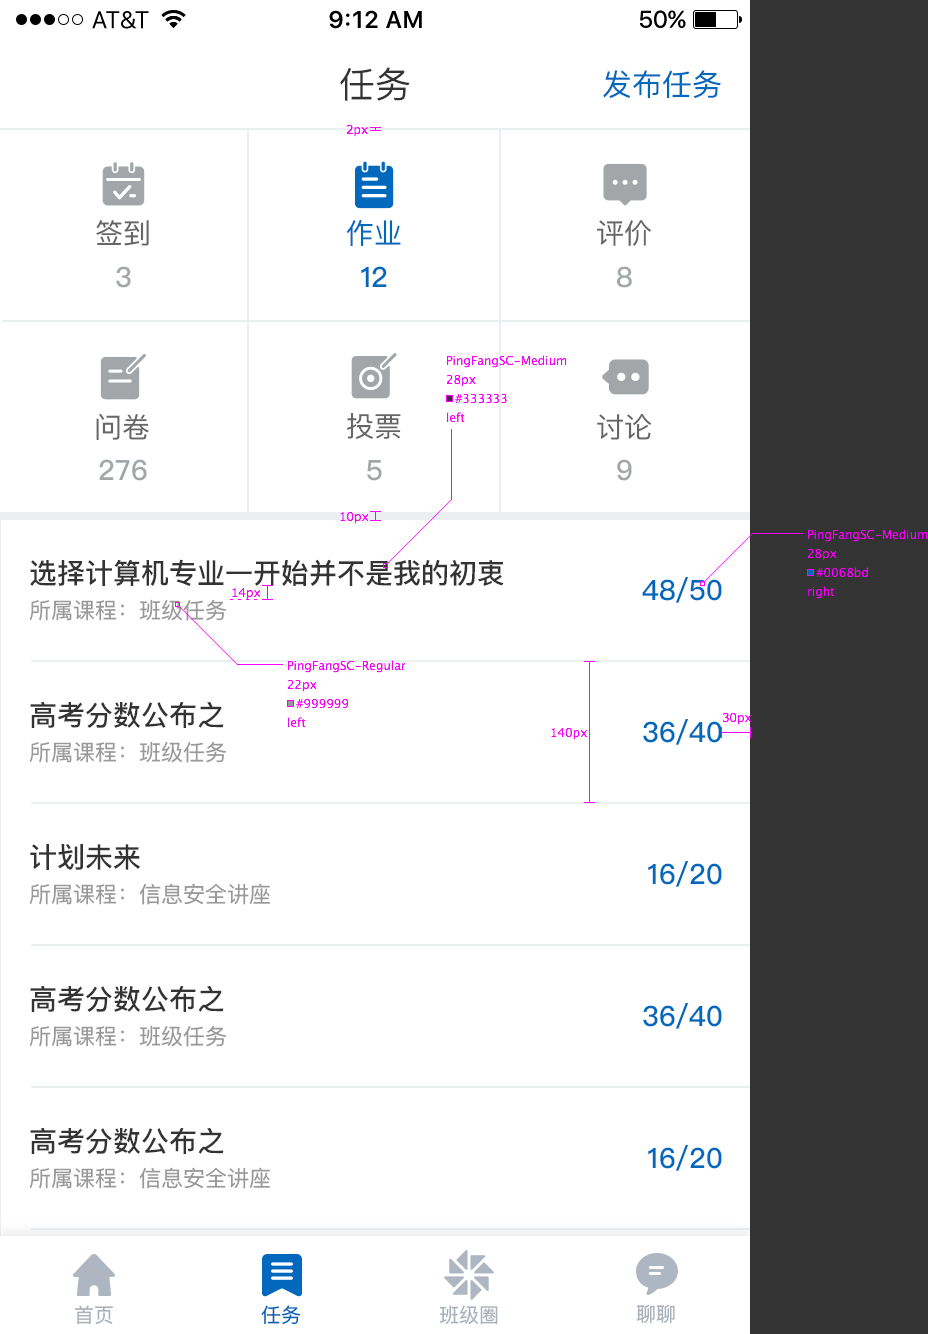 AT&T 9:12 AM 50%
任务 发布任务
2px
签到 作业 评价
3 12 8
PingFangSC-Medium
28px
#333333
left
问卷 投票 讨论
276 5 9
10px
PingFangSC-Medium
28px
#0068bd
right
选择计算机专业一开始并不是我的初衷
48/50
14px
所属课程：班级任务
PingFangSC-Regular
22px
#999999
left
高考分数公布之
36/40
30px
140px
所属课程：班级任务
计划未来
16/20
所属课程：信息安全讲座
高考分数公布之
36/40
所属课程：班级任务
高考分数公布之
16/20
所属课程：信息安全讲座
首页 任务 班级圈 聊聊